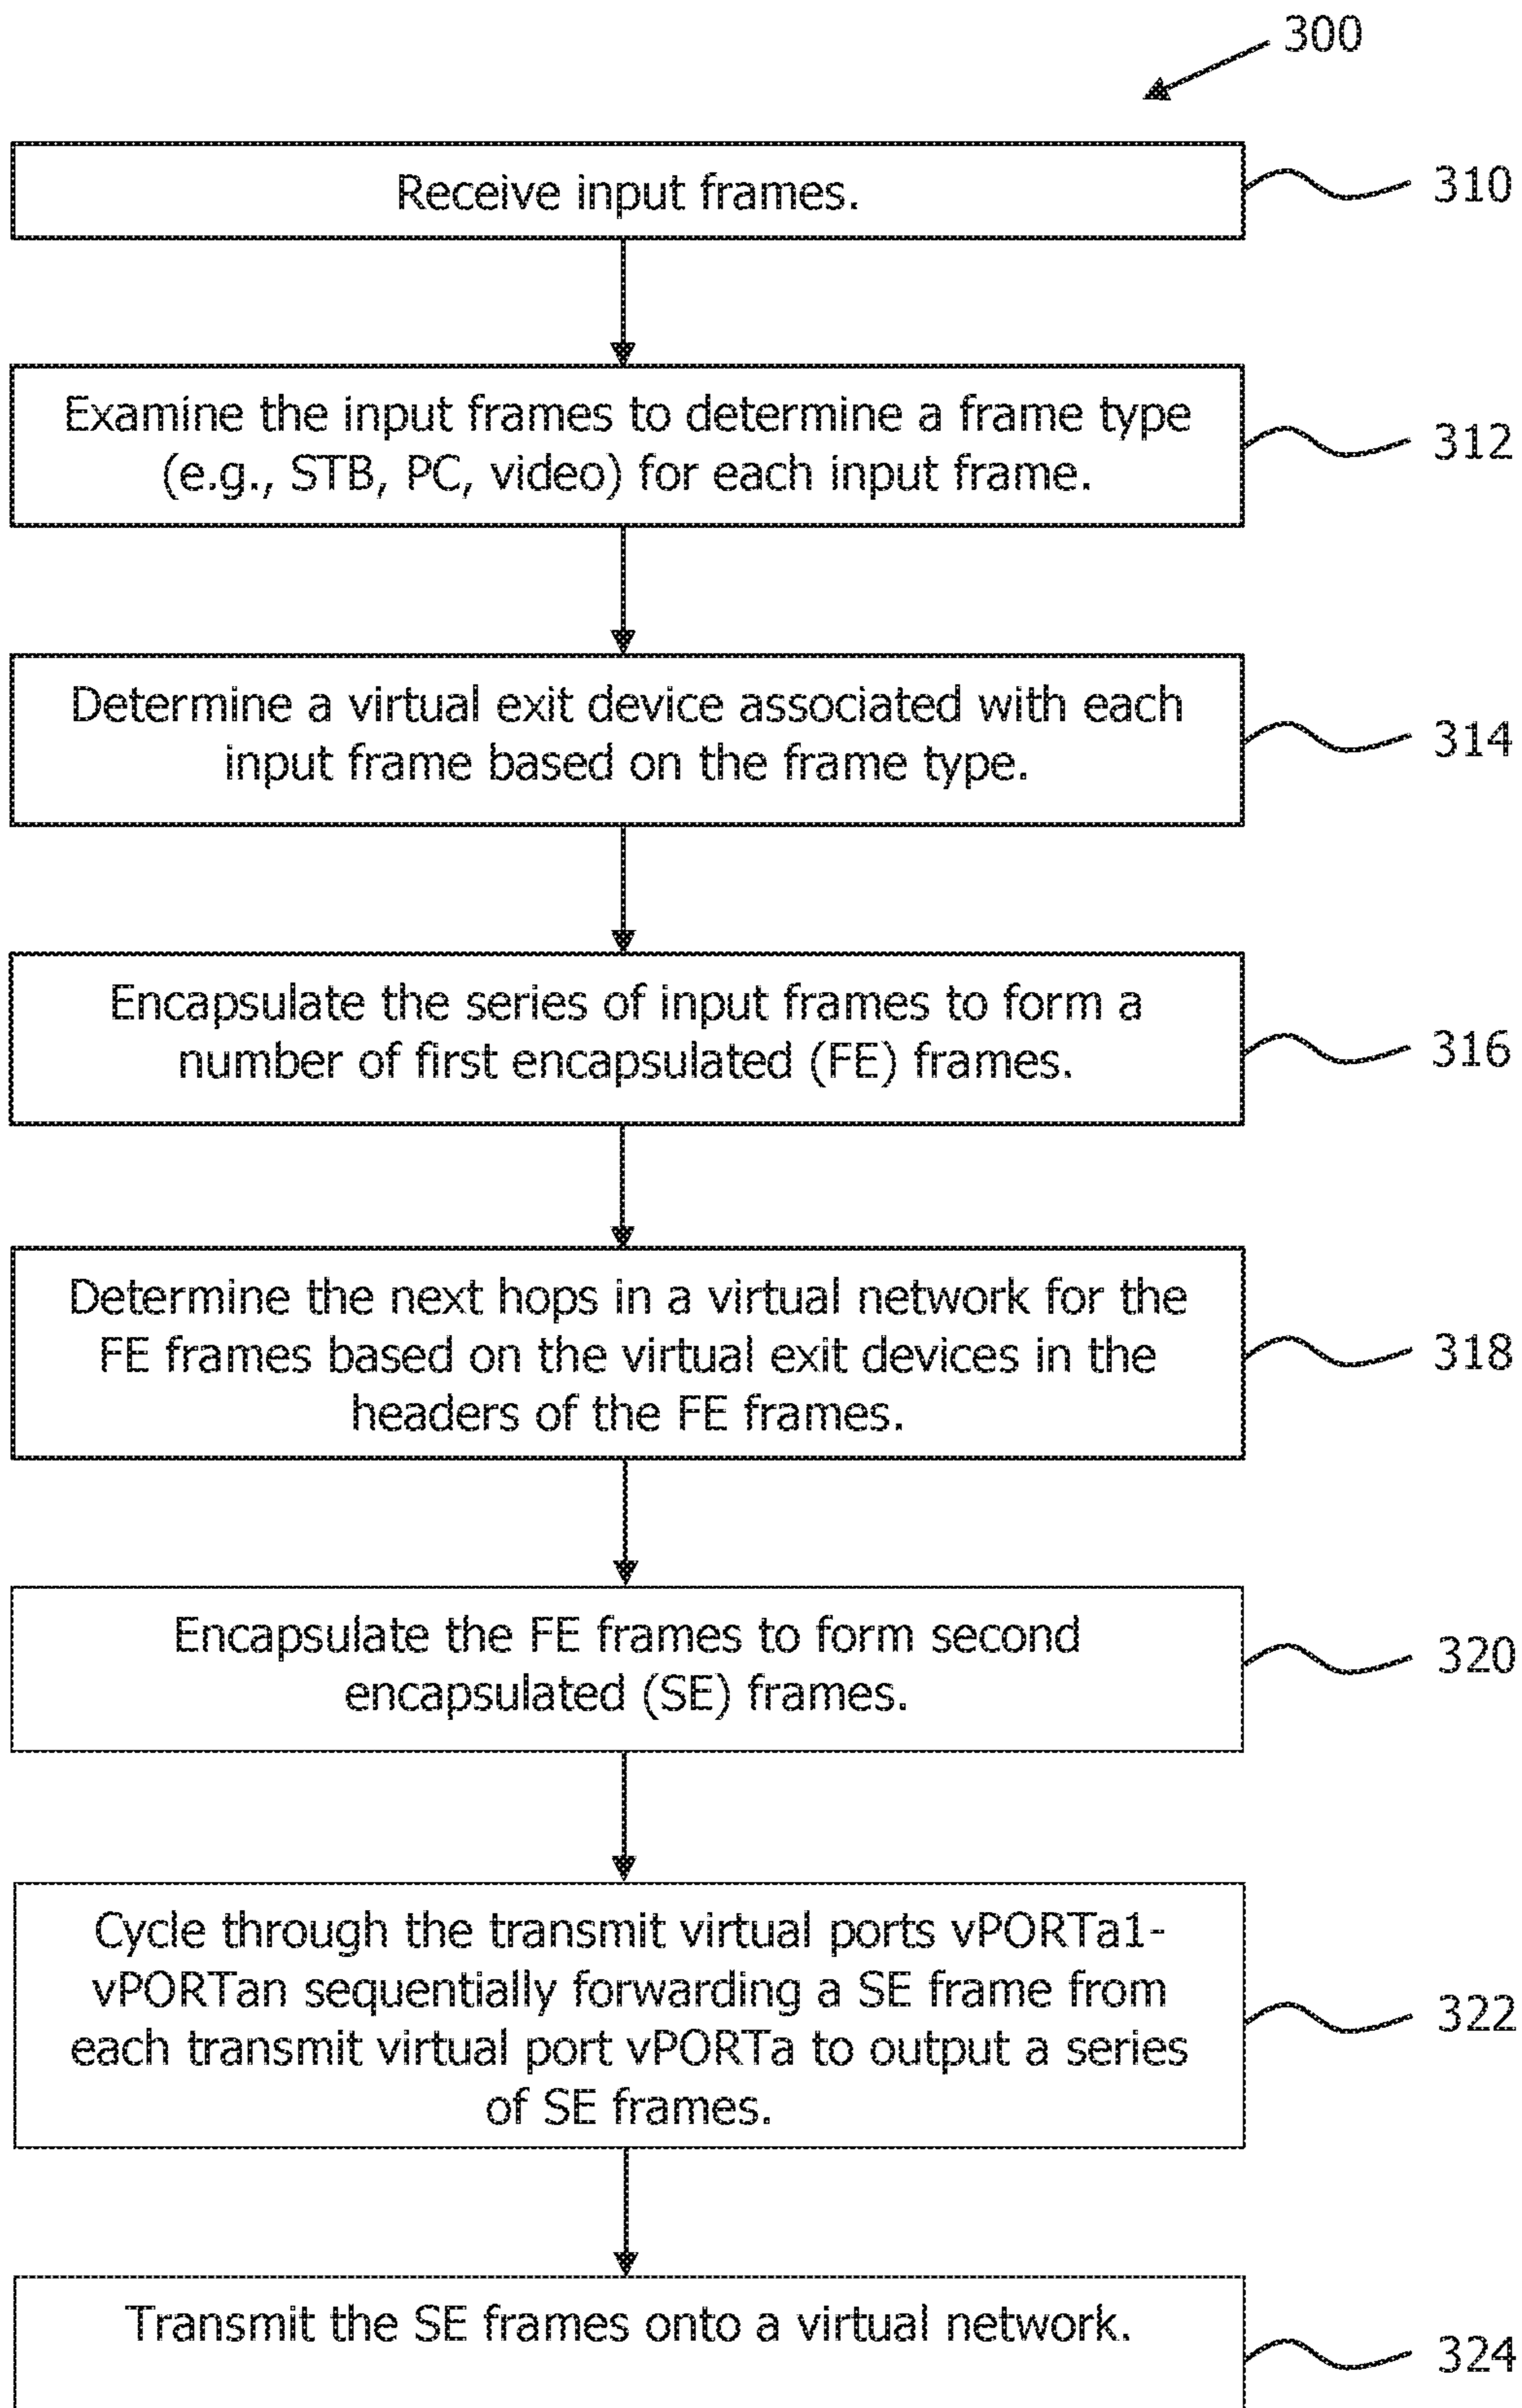 300
Receive input frames.
310
Examine the input frames to determine a frame type
(e.g., STB, PC, video) for each input frame.
312
Determine a virtual exit device associated with each
input frame based on the frame type.
314
Encapsulate the series of input frames to form a
number of first encapsulated (FE) frames.
316
Determine the next hops in a virtual network for the
FE frames based on the virtual exit devices in the
headers of the FE frames.
318
Encapsulate the FE frames to form second
encapsulated (SE) frames.
320
Cycle through the transmit virtual ports vPORTa1-
vPORTan sequentially forwarding a SE frame from
each transmit virtual port vPORTa to output a series
of SE frames.
322
Transmit the SE frames onto a virtual network.
324